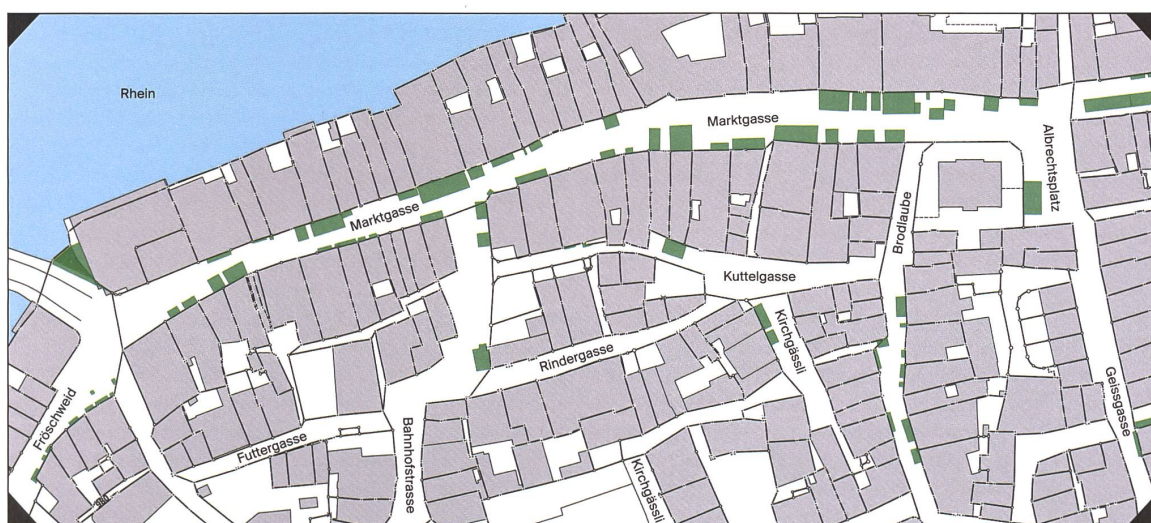 Rhein
Marktgasse
Albrechtsplatz
Marktgasse
Brodlaube
Kuttelgasse
Kirchgässli
Rindergasse
Geissgasse
Fröschweid
Futtergasse
Bahnhofstrasse
Kirchgässli